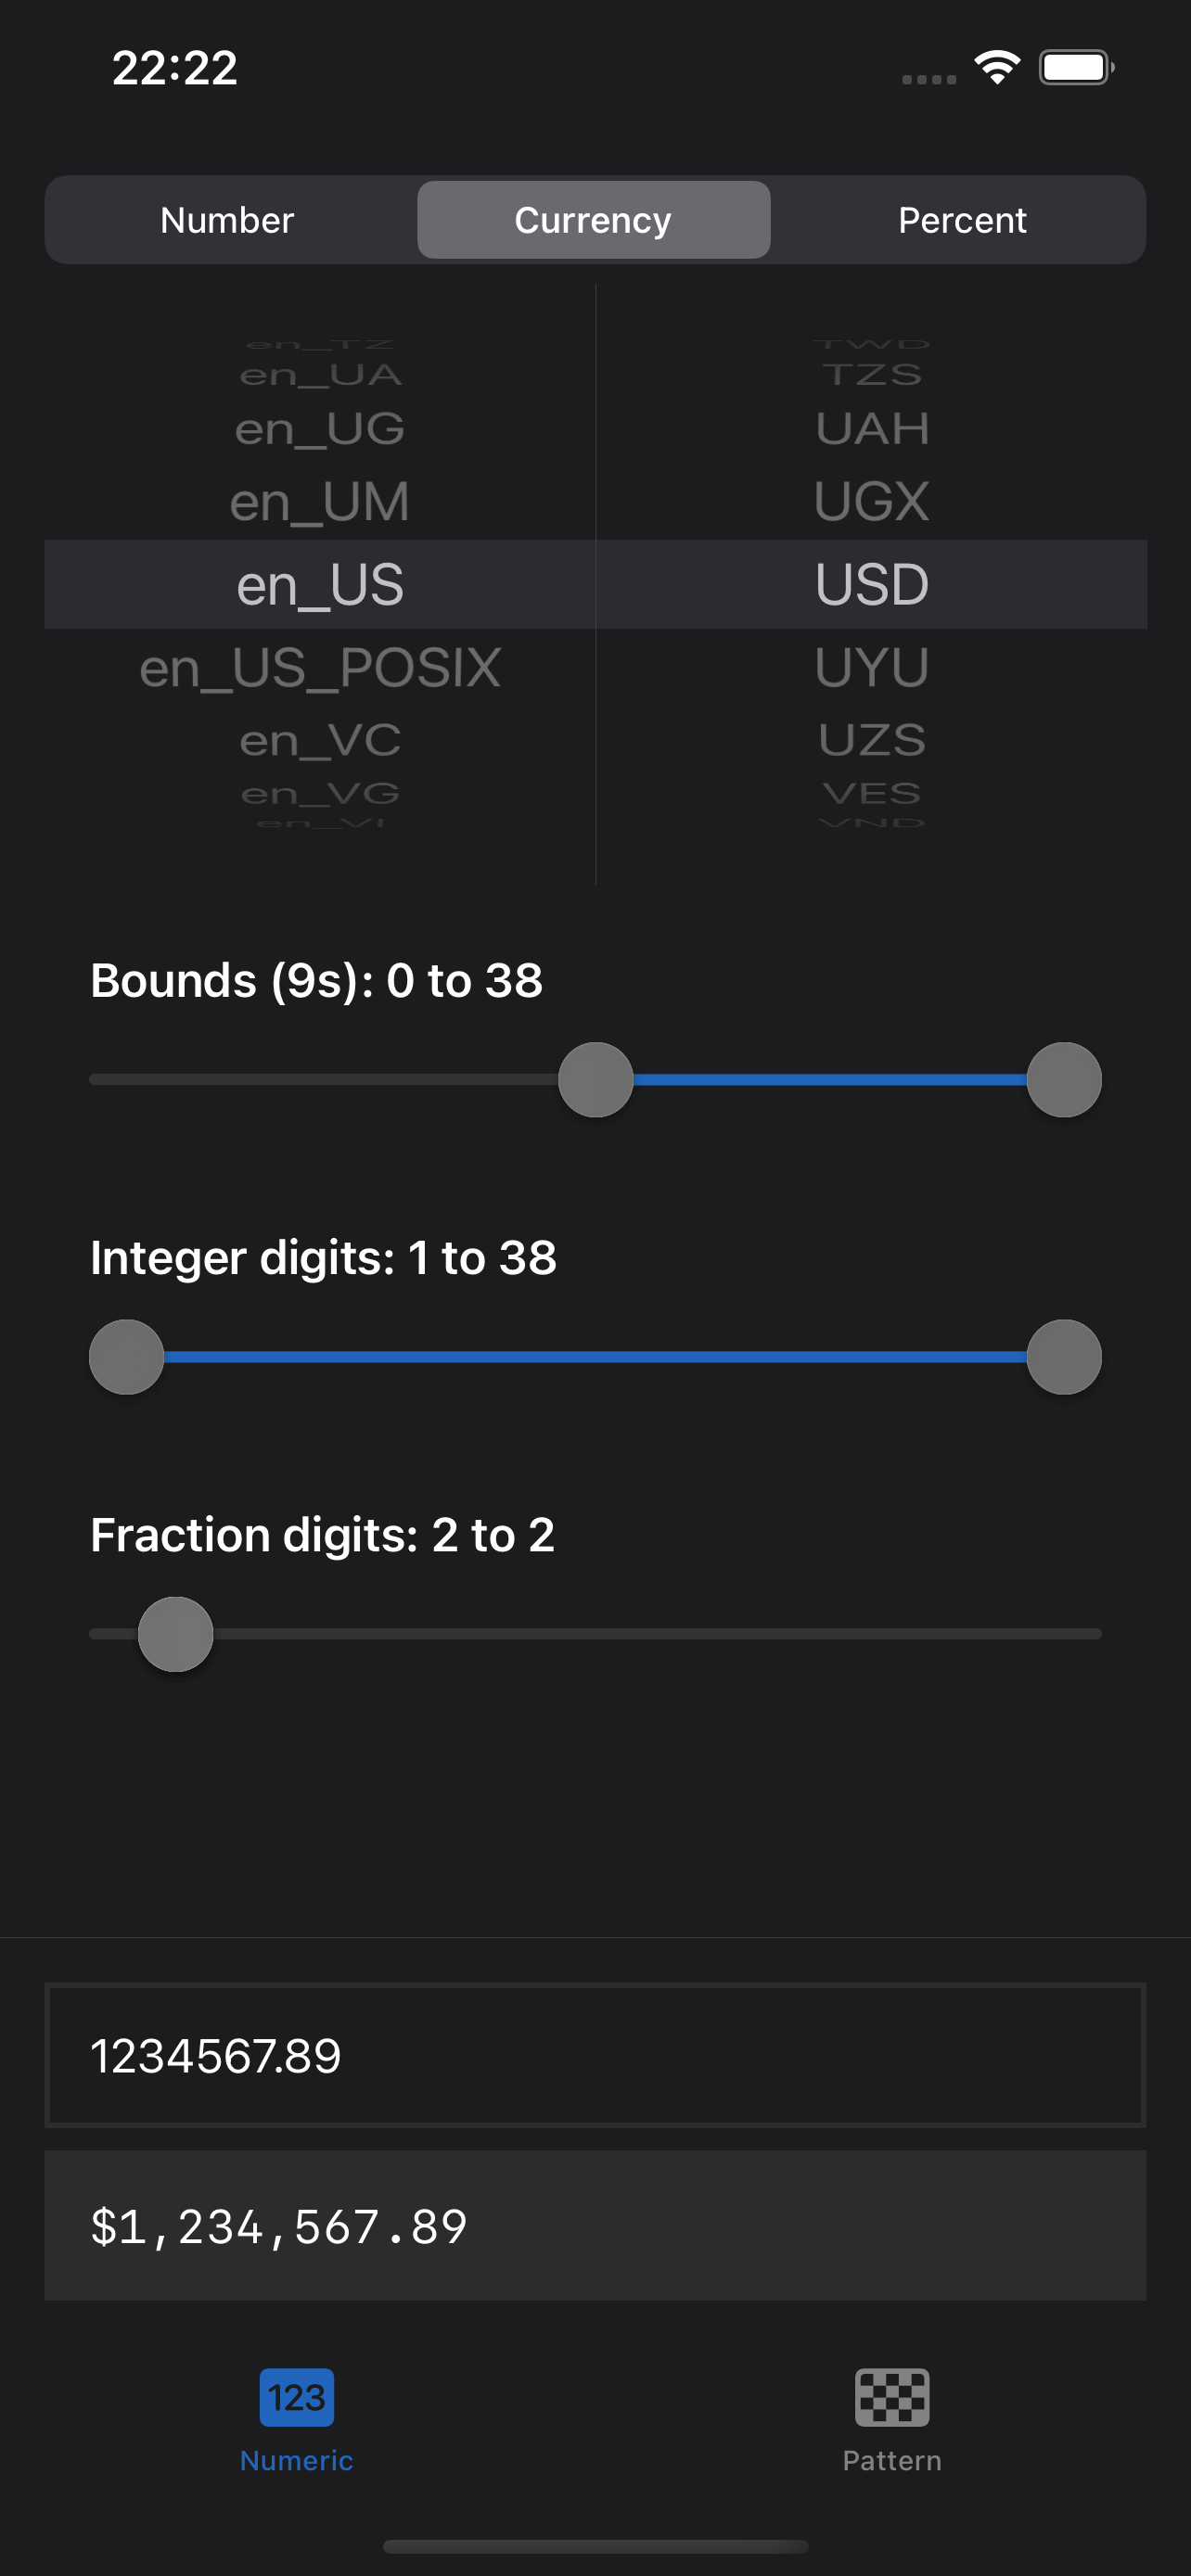 22:22
Number Currency Percent
en_TZ TWD
en_UA TZS
en_UG UAH
en_UM UGX
en_US USD
en_US_POSIX UYU
en_VC UZS
en_VG VES
en_VI VND
Bounds (9s): 0 to 38
Integer digits: 1 to 38
Fraction digits: 2 to 2
1234567.89
$1,234,567.89
123
Numeric Pattern